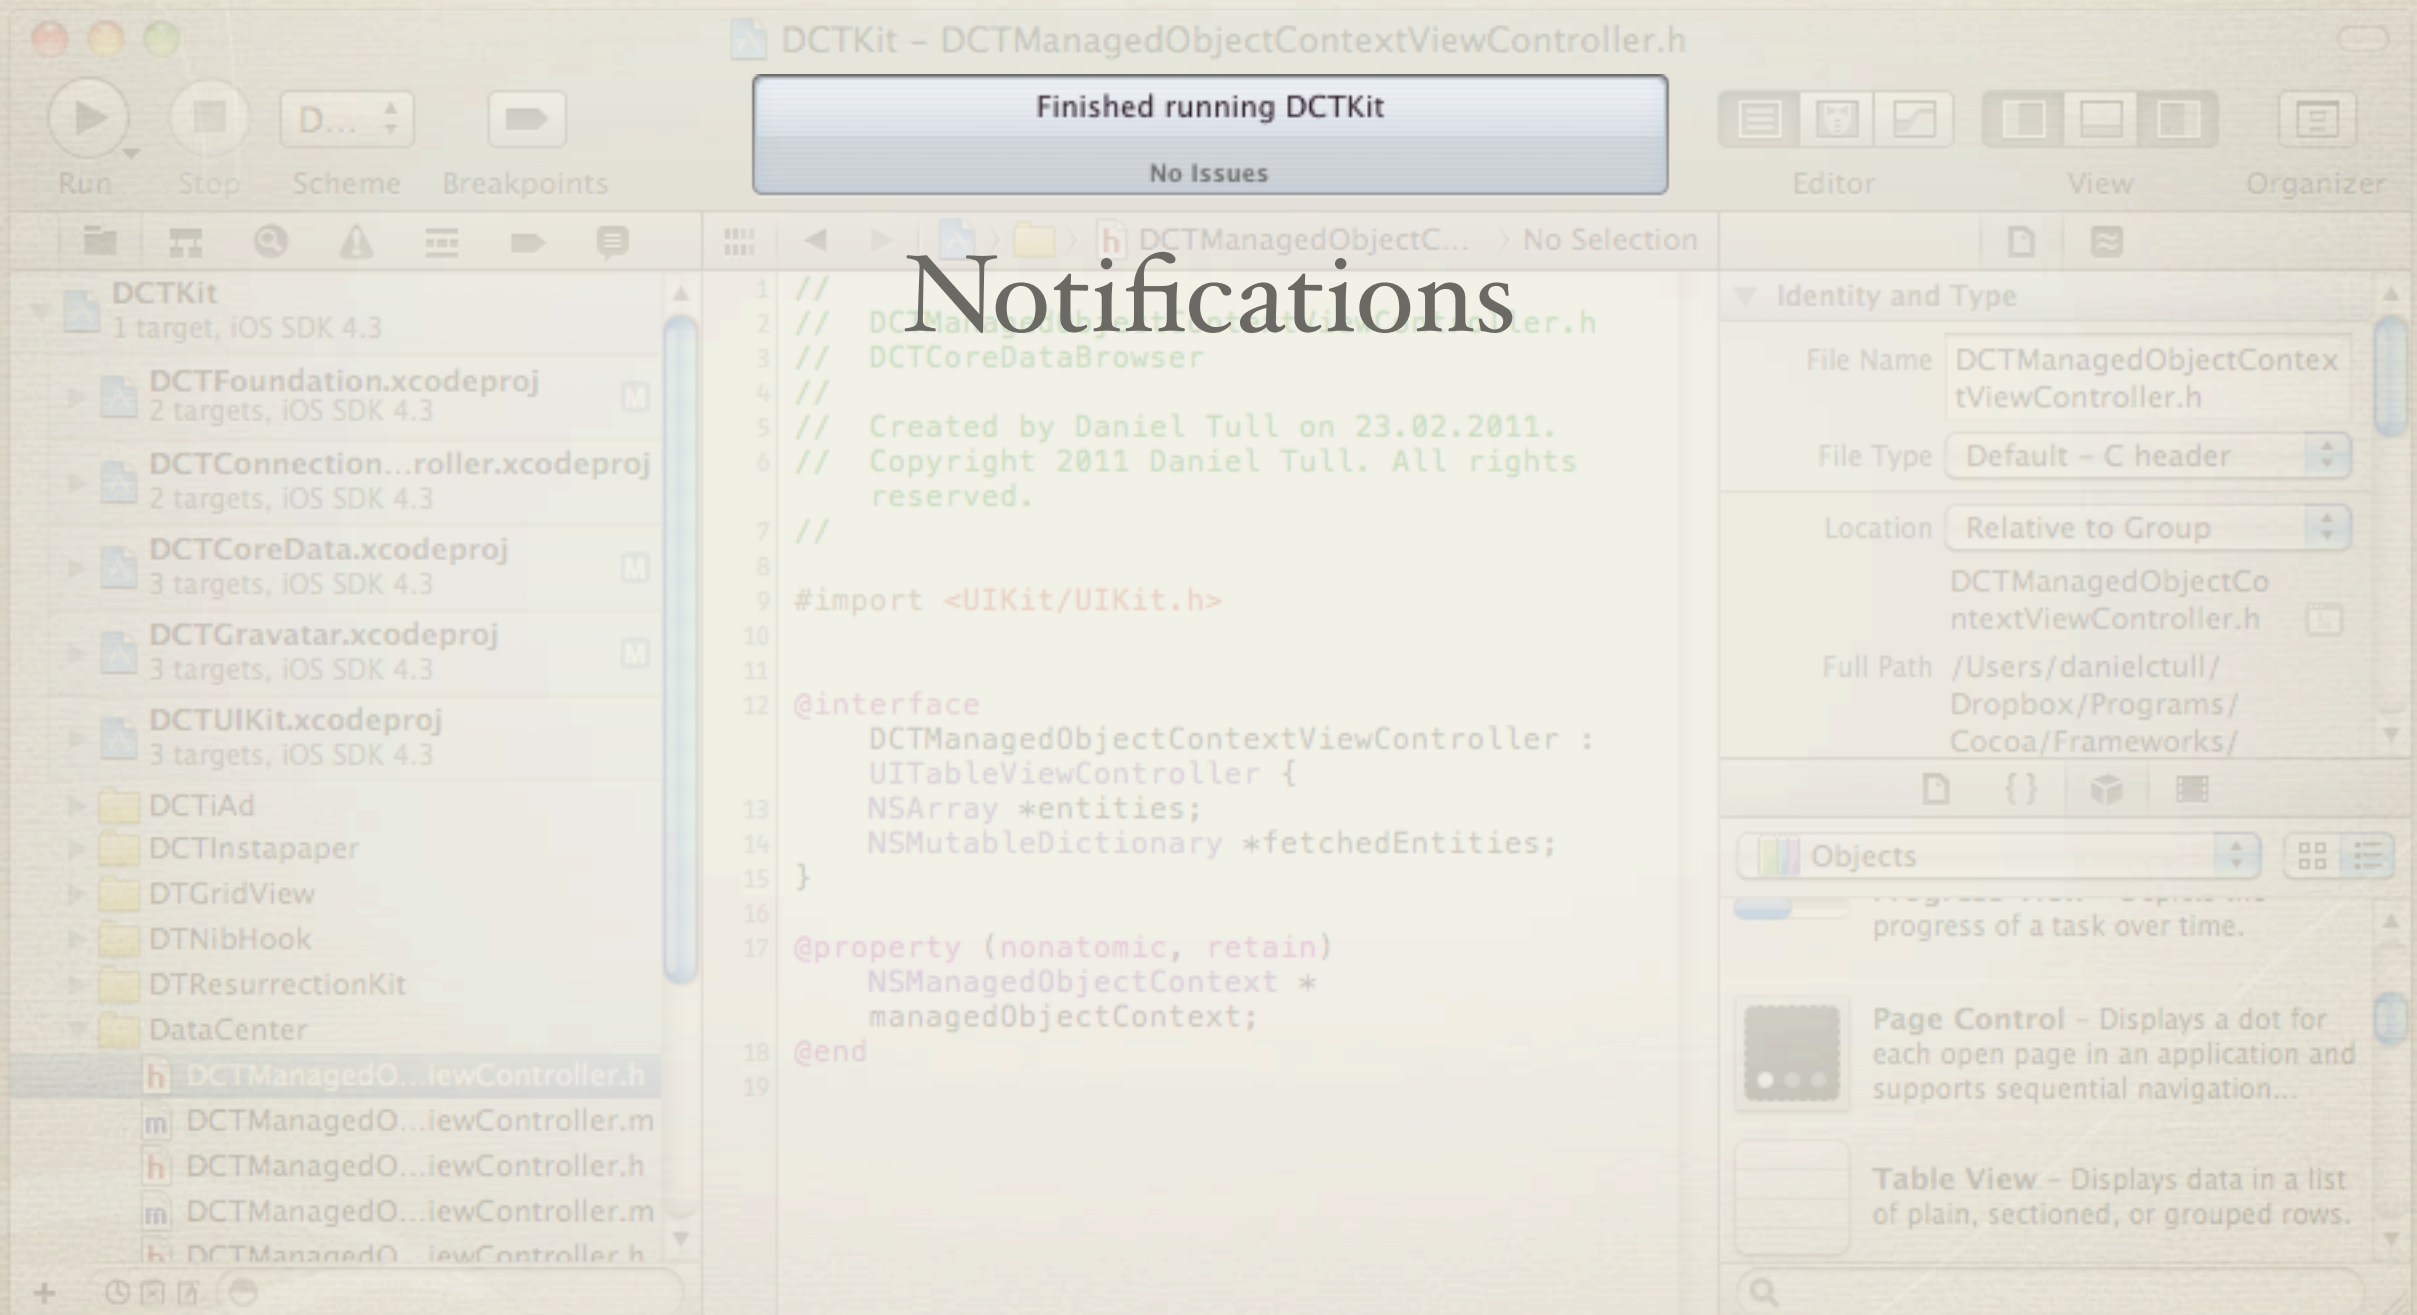 DCTKit – DCTManagedObjectContextViewController.h
Finished running DCTKit
No Issues
D...
Run
Stop
Scheme
Breakpoints
Editor
View
Organizer
DCTManagedObjectC...
No Selection
Notifications
DCTKit
1 target, iOS SDK 4.3
DCTFoundation.xcodeproj
M
2 targets, iOS SDK 4.3
DCTConnection...roller.xcodeproj
2 targets, iOS SDK 4.3
DCTCoreData.xcodeproj
M
3 targets, iOS SDK 4.3
DCTGravatar.xcodeproj
M
3 targets, iOS SDK 4.3
DCTUIKit.xcodeproj
3 targets, iOS SDK 4.3
DCTiAd
DCTInstapaper
DTGridView
DTNibHook
DTResurrectionKit
DataCenter
h DCTManagedO...iewController.h
m DCTManagedO...iewController.m
h DCTManagedO...iewController.h
m DCTManagedO...iewController.m
h DCTManagedO...iewController.h
1 //
2 // DCTManagedObjectContextViewController.h
3 // DCTCoreDataBrowser
4 //
5 // Created by Daniel Tull on 23.02.2011.
6 // Copyright 2011 Daniel Tull. All rights
reserved.
7 //
8
9 #import <UIKit/UIKit.h>
10
11
12 @interface
DCTManagedObjectContextViewController :
UITableViewController {
13 NSArray *entities;
14 NSMutableDictionary *fetchedEntities;
15 }
16
17 @property (nonatomic, retain)
NSManagedObjectContext *
managedObjectContext;
18 @end
19
Identity and Type
File Name DCTManagedObjectContex
tViewController.h
File Type Default – C header
Location Relative to Group
DCTManagedObjectCo
ntextViewController.h
Full Path /Users/danielctull/
Dropbox/Programs/
Cocoa/Frameworks/
{ }
Objects
progress of a task over time.
Page Control – Displays a dot for
each open page in an application and
supports sequential navigation...
Table View – Displays data in a list
of plain, sectioned, or grouped rows.